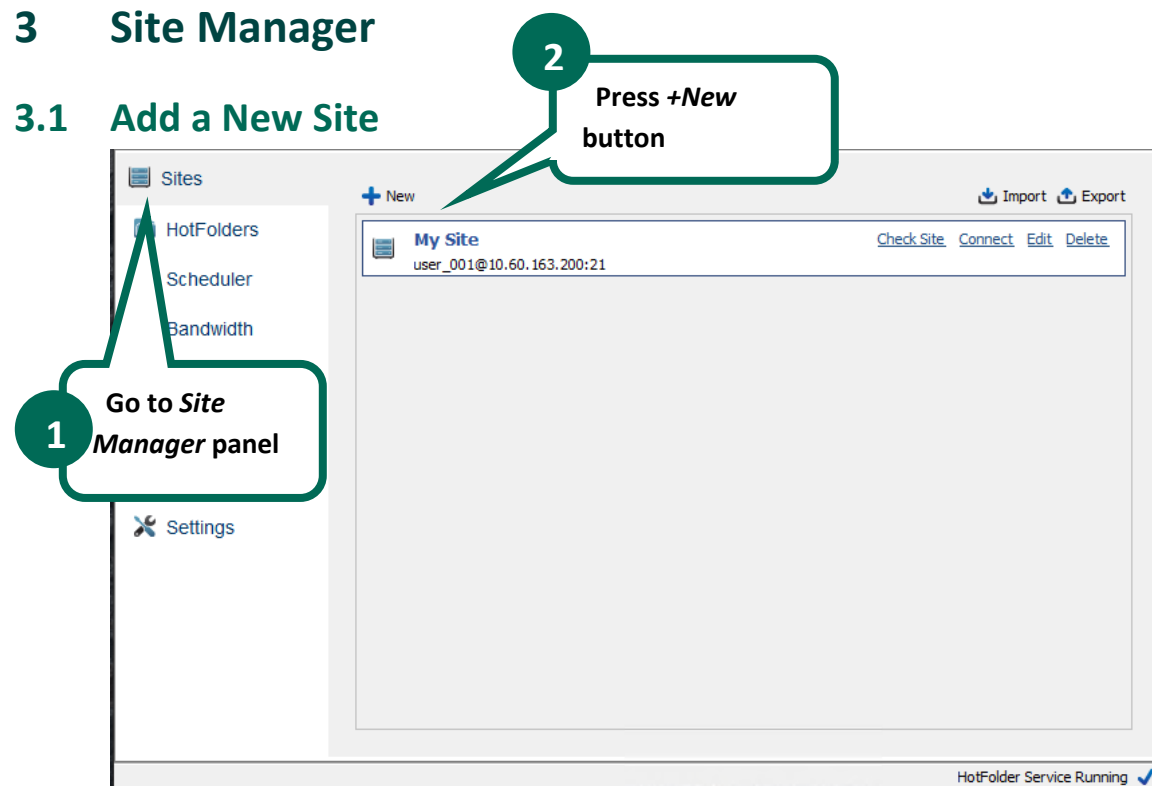 3 Site Manager
2
Press +New
button
3.1 Add a New Site
Sites
New
Import Export
HotFolders
My Site
Check Site Connect Edit Delete
user_001@10.60.163.200:21
Scheduler
Bandwidth
1
Go to Site
Manager panel
Settings
HotFolder Service Running